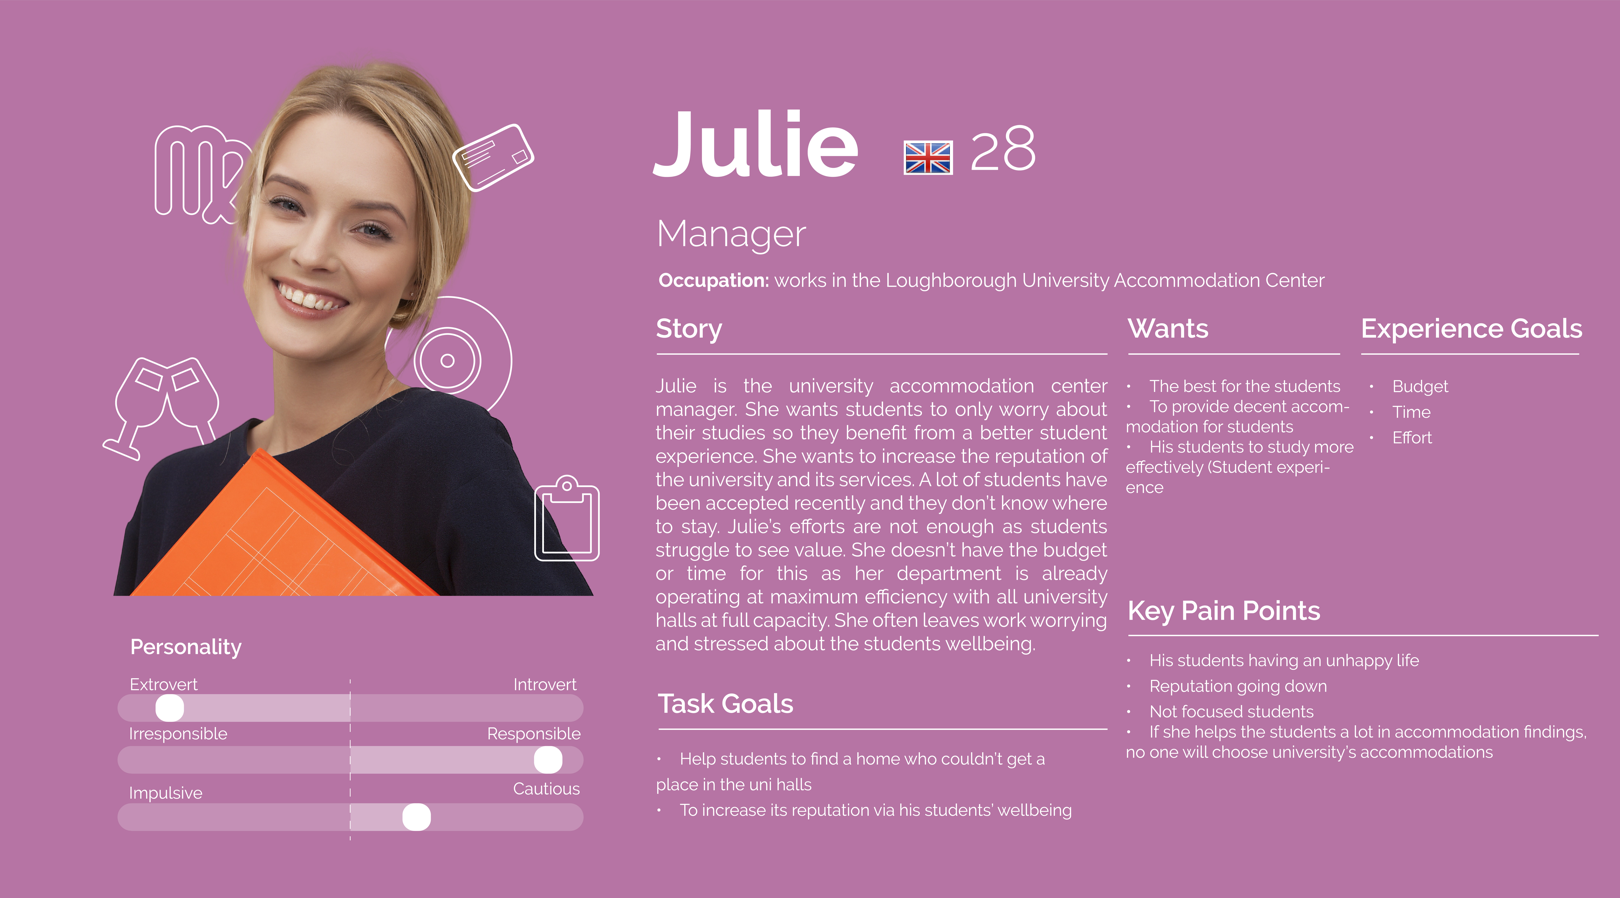 Julie
28
Manager
Occupation: works in the Loughborough University Accommodation Center
Story
Julie is the university accommodation center
manager. She wants students to only worry about
their studies so they benefit from a better student
experience. She wants to increase the reputation of
the university and its services. A lot of students have
been accepted recently and they don't know where
to stay. Julie's efforts are not enough as students
struggle to see value. She doesn't have the budget
or time for this as her department is already
operating at maximum efficiency with all university
halls at full capacity. She often leaves work worrying
and stressed about the students wellbeing.
Task Goals
• Help students to find a home who couldn't get a
place in the uni halls
• To increase its reputation via his students' wellbeing
Wants
• The best for the students
• To provide decent accom-
modation for students
• His students to study more
effectively (Student experi-
ence
Experience Goals
• Budget
• Time
• Effort
Key Pain Points
• His students having an unhappy life
• Reputation going down
• Not focused students
• If she helps the students a lot in accommodation findings,
no one will choose university's accommodations
Personality
Extrovert Introvert
Irresponsible Responsible
Impulsive Cautious